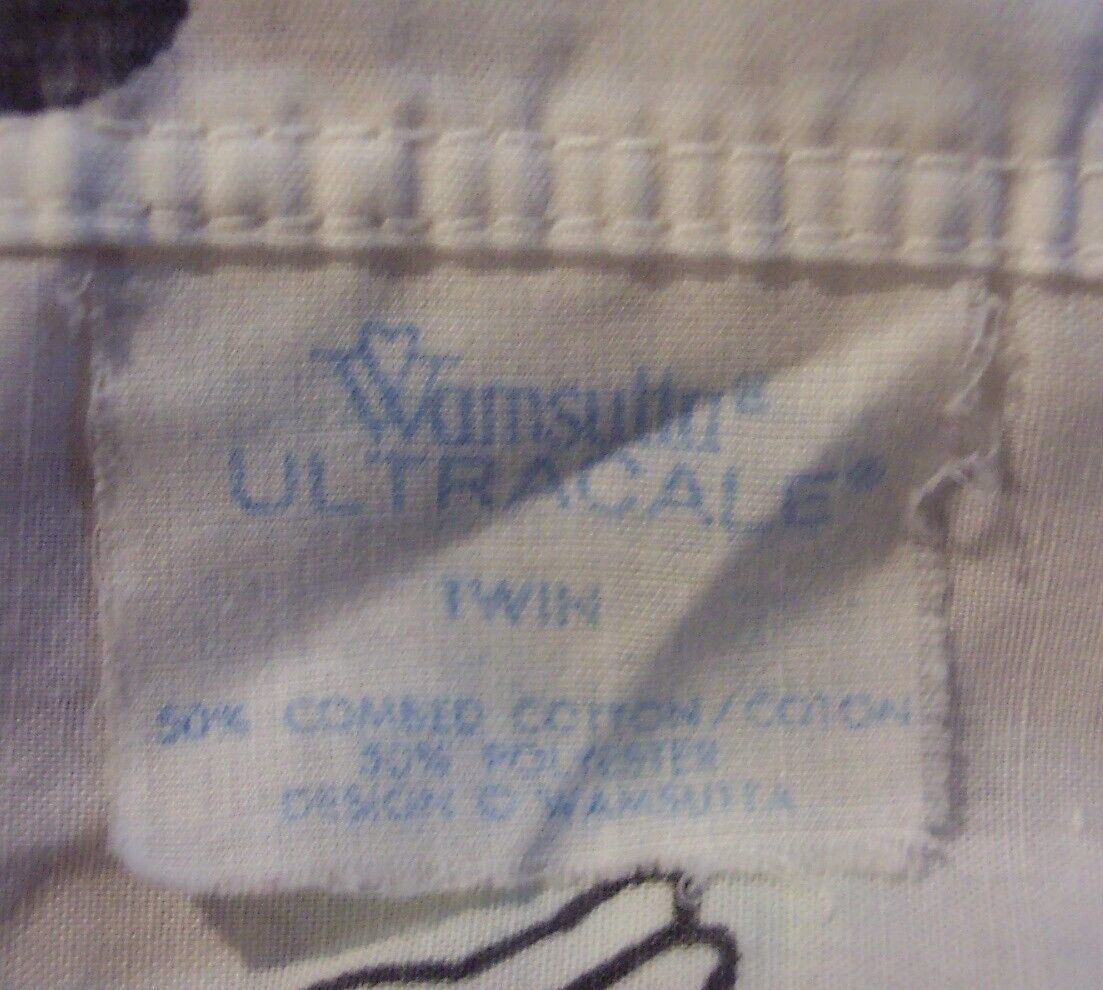 Wamsutta®
ULTRACALE®
TWIN
50% COMBED COTTON/COTON
50% POLYESTER
DESIGN © WAMSUTTA